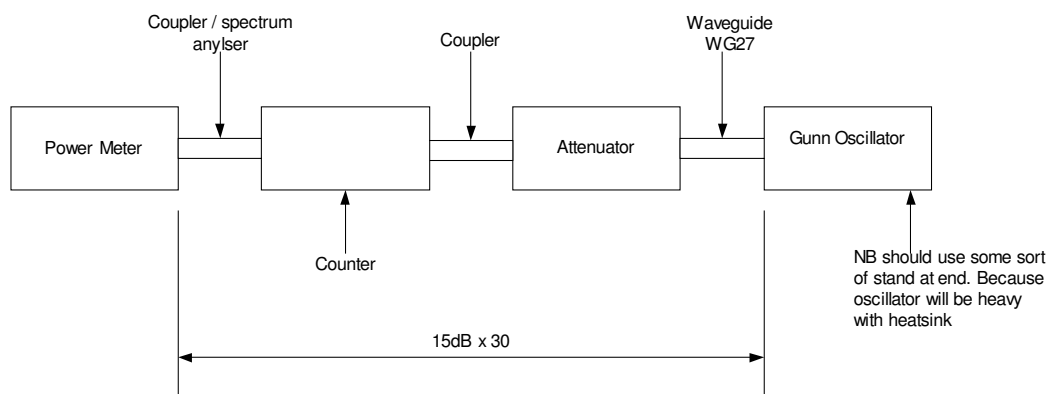 Coupler / spectrum
anylser
Coupler
Waveguide
WG27
Power Meter
Attenuator
Gunn Oscillator
Counter
NB should use some sort
of stand at end. Because
oscillator will be heavy
with heatsink
15dB x 30